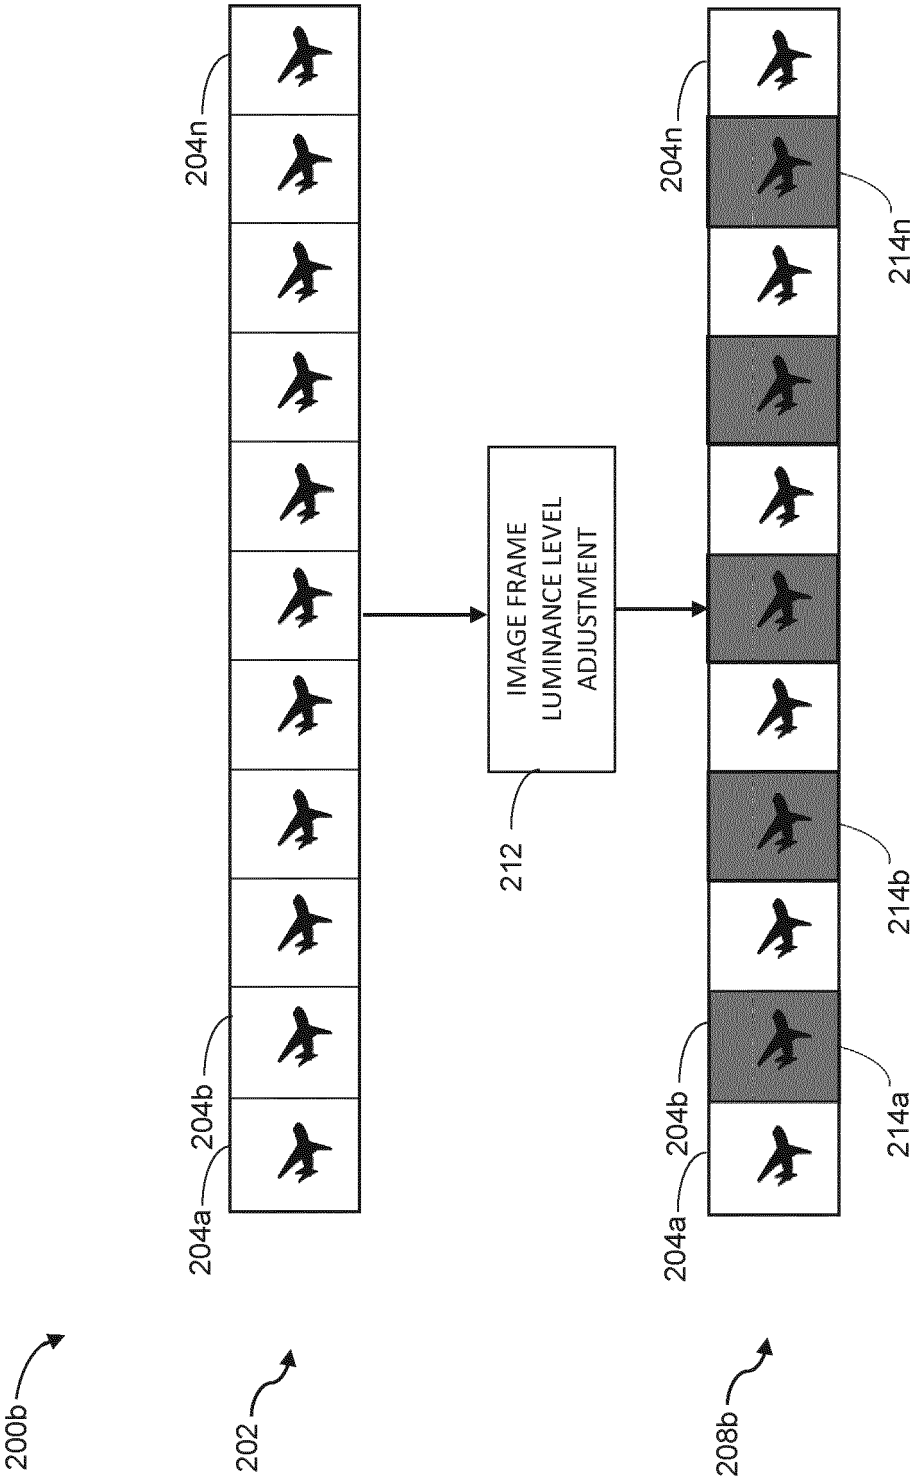 200b
202
204a
204b
204n
212
IMAGE FRAME
LUMINANCE LEVEL
ADJUSTMENT
208b
204a
204b
204n
214a
214b
214n